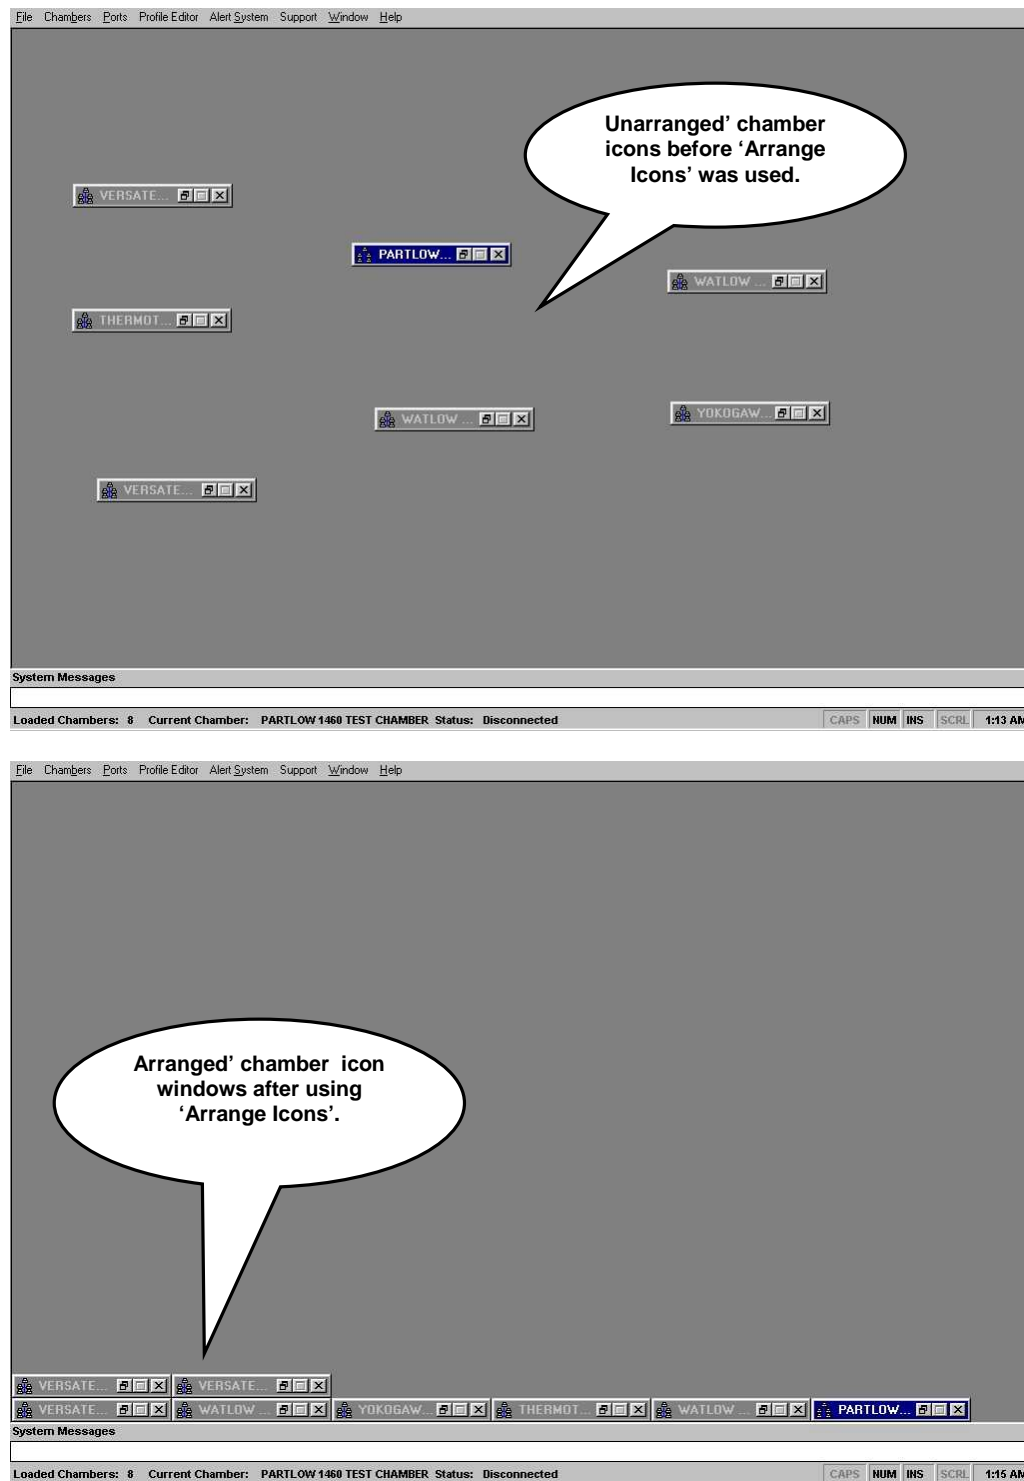 File Chambers Ports Profile Editor Alert System Support Window Help
Unarranged’ chamber
icons before ‘Arrange
Icons’ was used.
VERSATE...
PARTLOW...
WATLOW ...
THERMOT...
WATLOW ...
YOKOGAW...
VERSATE...
System Messages
Loaded Chambers: 8 Current Chamber: PARTLOW 1460 TEST CHAMBER Status: Disconnected CAPS NUM INS SCRL 1:13 AM
File Chambers Ports Profile Editor Alert System Support Window Help
Arranged’ chamber icon
windows after using
‘Arrange Icons’.
VERSATE... VERSATE...
VERSATE... WATLOW ... YOKOGAW... THERMOT... WATLOW ... PARTLOW...
System Messages
Loaded Chambers: 8 Current Chamber: PARTLOW 1460 TEST CHAMBER Status: Disconnected CAPS NUM INS SCRL 1:15 AM